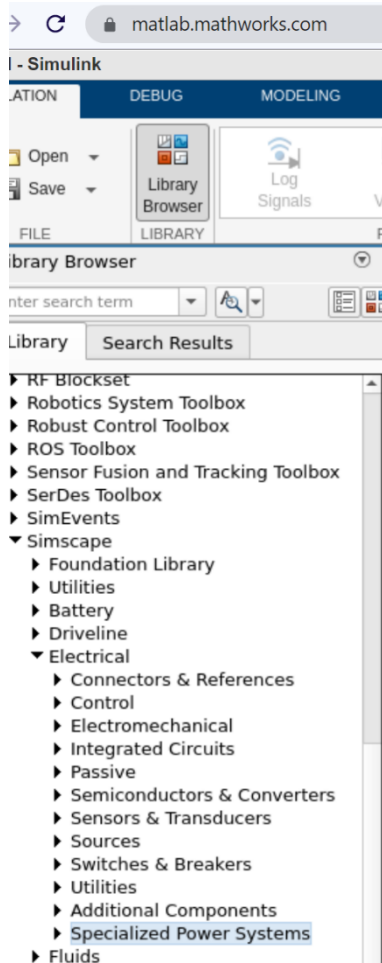 matlab.mathworks.com
- Simulink
LATION DEBUG MODELING
Open
Save
Library
Browser
Log
Signals
FILE LIBRARY
ibrary Browser
nter search term
Library Search Results
RF Blockset
Robotics System Toolbox
Robust Control Toolbox
ROS Toolbox
Sensor Fusion and Tracking Toolbox
SerDes Toolbox
SimEvents
Simscape
Foundation Library
Utilities
Battery
Driveline
Electrical
Connectors & References
Control
Electromechanical
Integrated Circuits
Passive
Semiconductors & Converters
Sensors & Transducers
Sources
Switches & Breakers
Utilities
Additional Components
Specialized Power Systems
Fluids